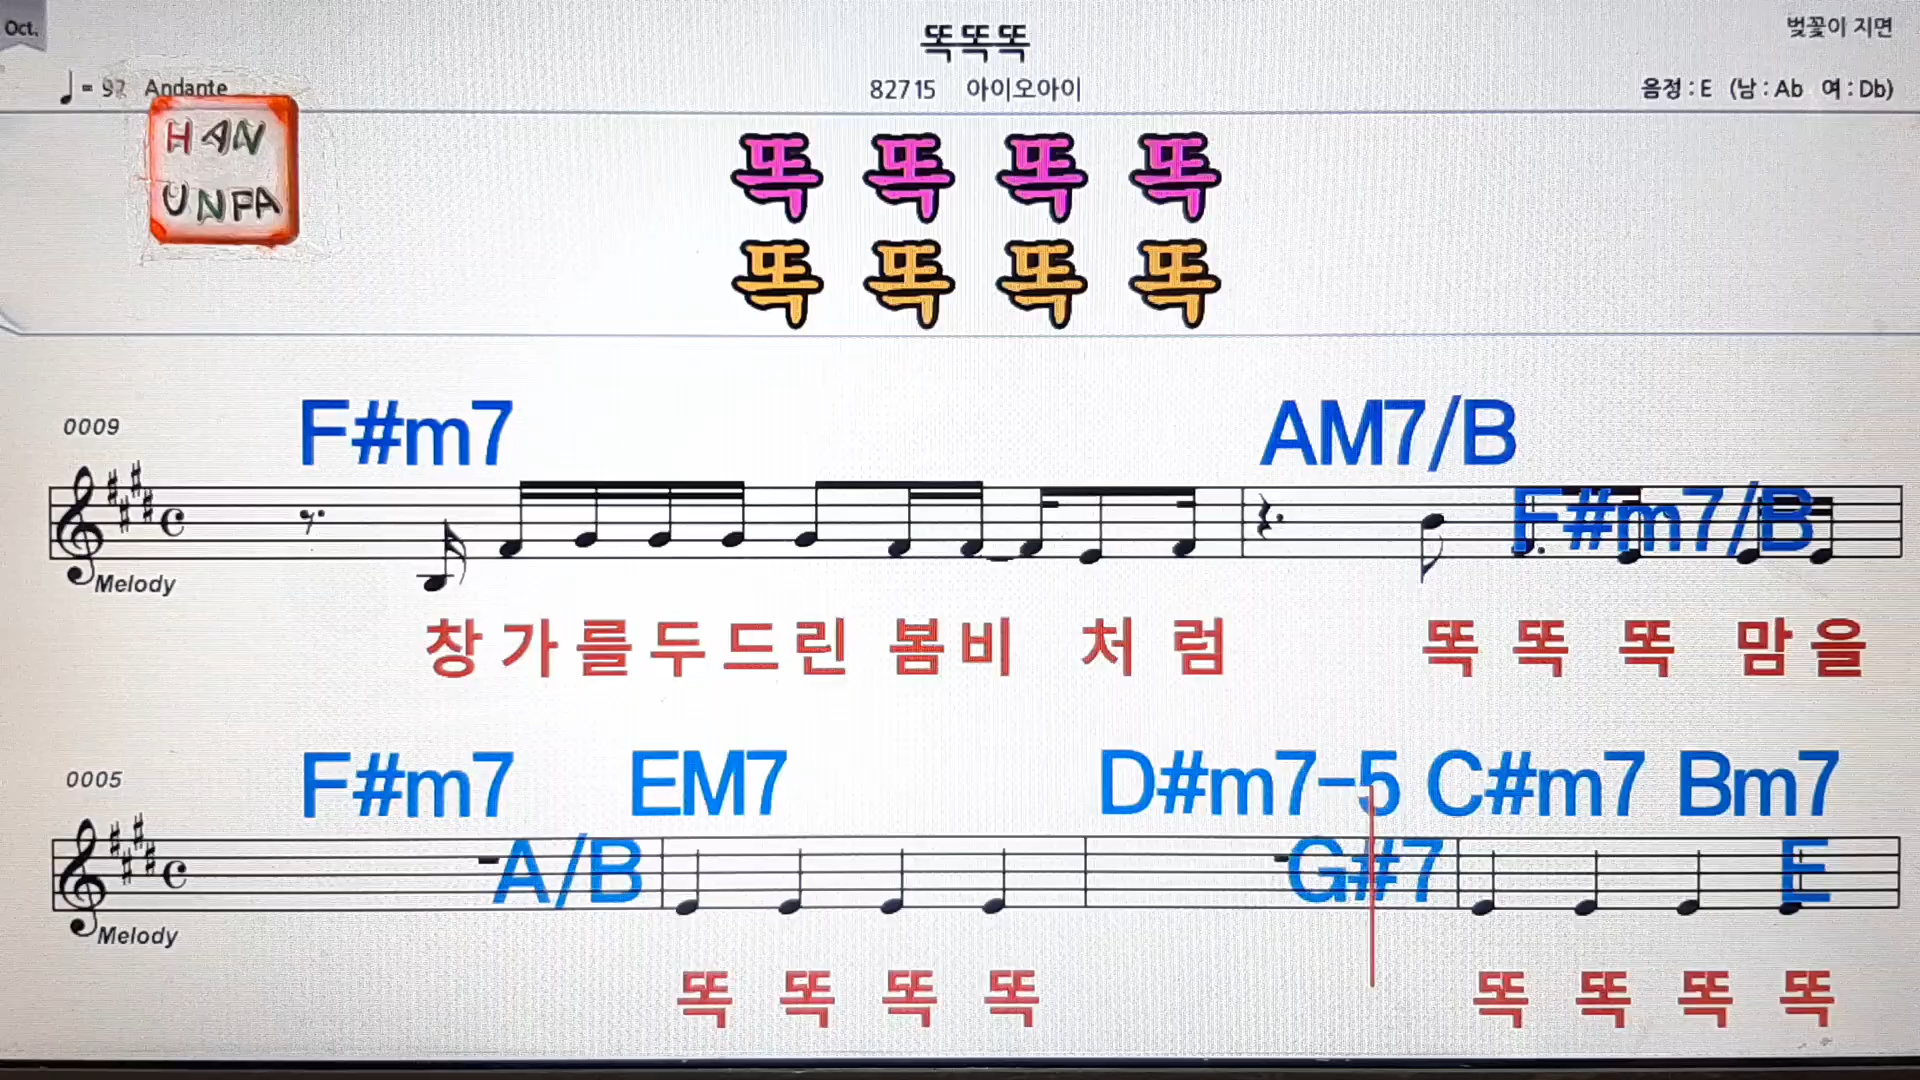 Oct.
똑똑똑
벚꽃이 지면
♩= 92 Andante
82715 아이오아이
음정 : E (남 : Ab 여 : Db)
HAN
UNFA
똑 똑 똑 똑
똑 똑 똑 똑
0009
F#m7 AM7/B
F#m7/B
Melody
창 가 를 두 드 린 봄 비 처 럼 똑 똑 똑 맘 을
0005
F#m7 EM7 D#m7-5 C#m7 Bm7
A/B G#7 E
Melody
똑 똑 똑 똑 똑 똑 똑 똑